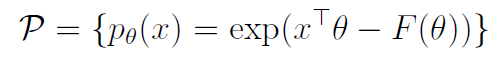 𝒫 = {p_θ(x) = exp(x^⊤θ − F(θ))}